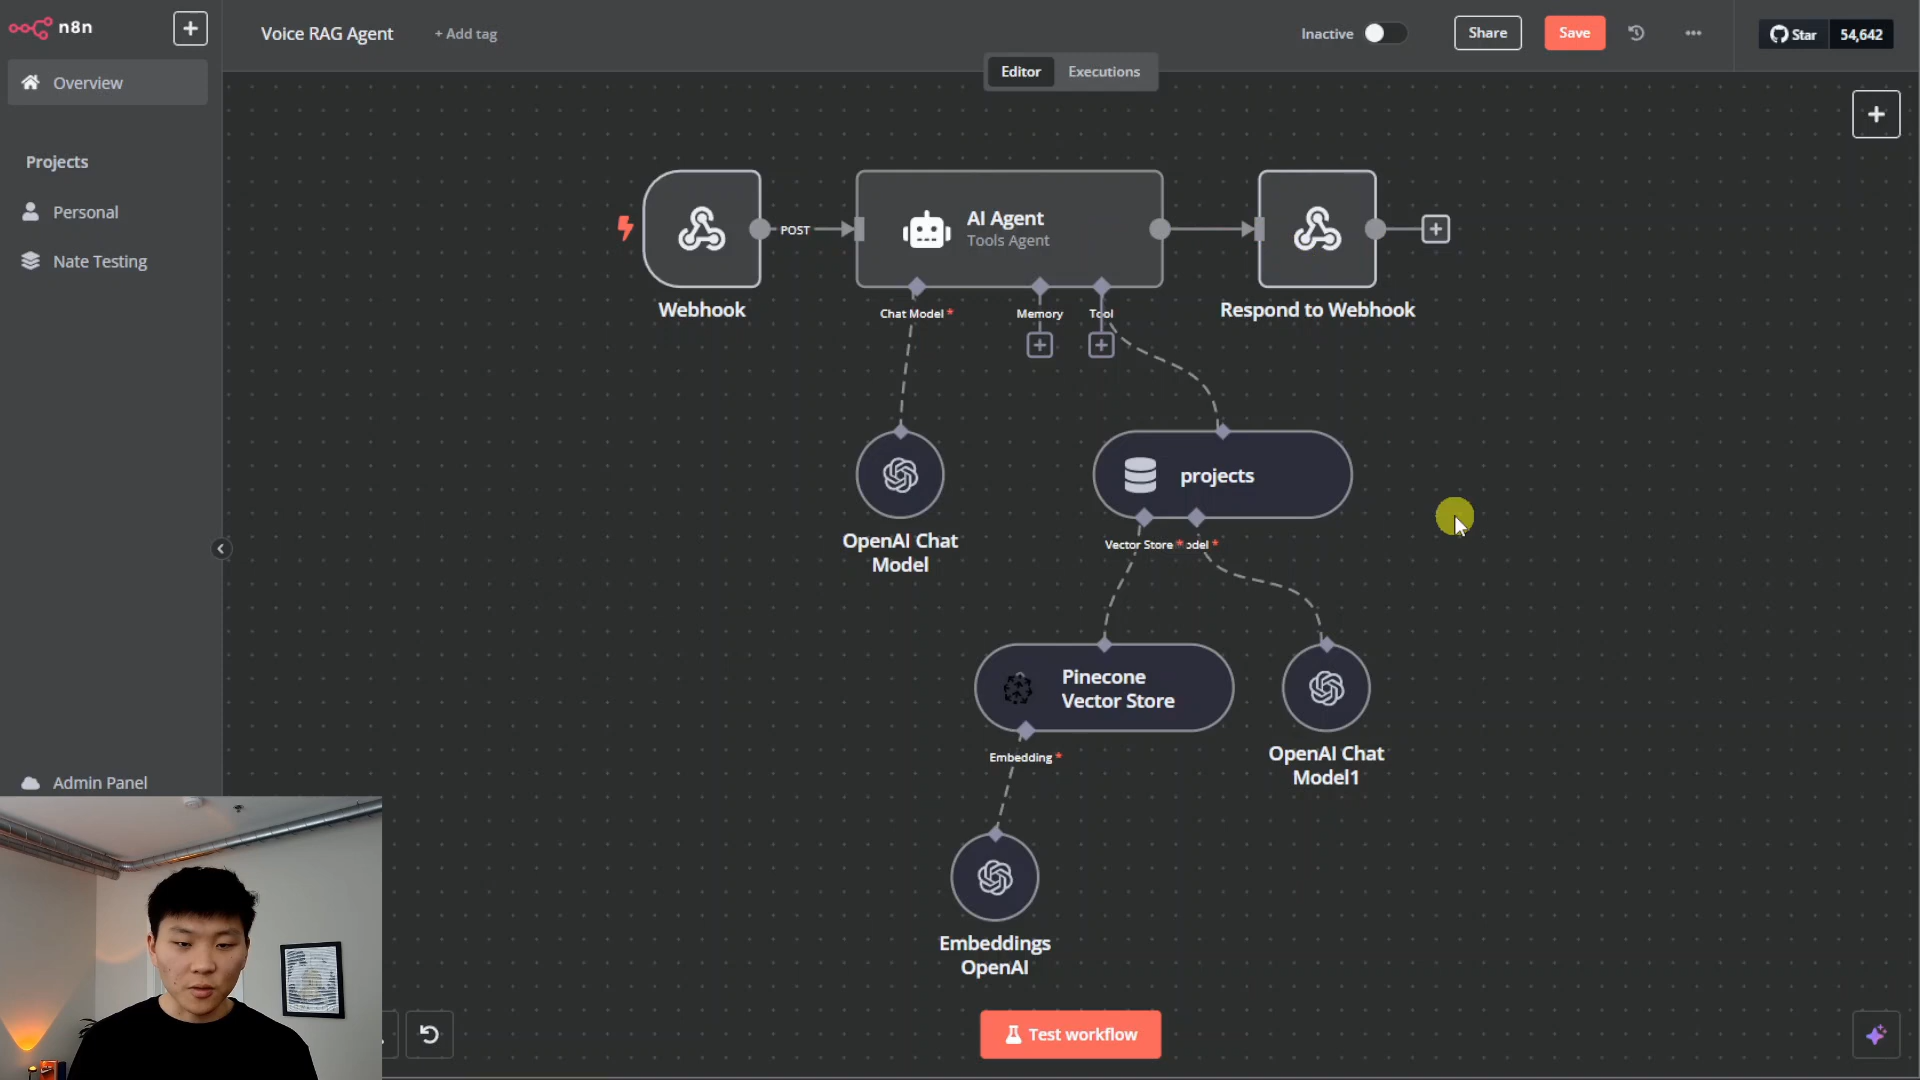 n8n
Voice RAG Agent
+ Add tag
Inactive
Share
Save
Star
54,642
Editor
Executions
Overview
Projects
Personal
Nate Testing
Admin Panel
POST
AI Agent
Tools Agent
Webhook
Respond to Webhook
Chat Model *
Memory
Tool
projects
OpenAI Chat
Model
Vector Store * odel *
Pinecone
Vector Store
OpenAI Chat
Model1
Embedding *
Embeddings
OpenAI
Test workflow